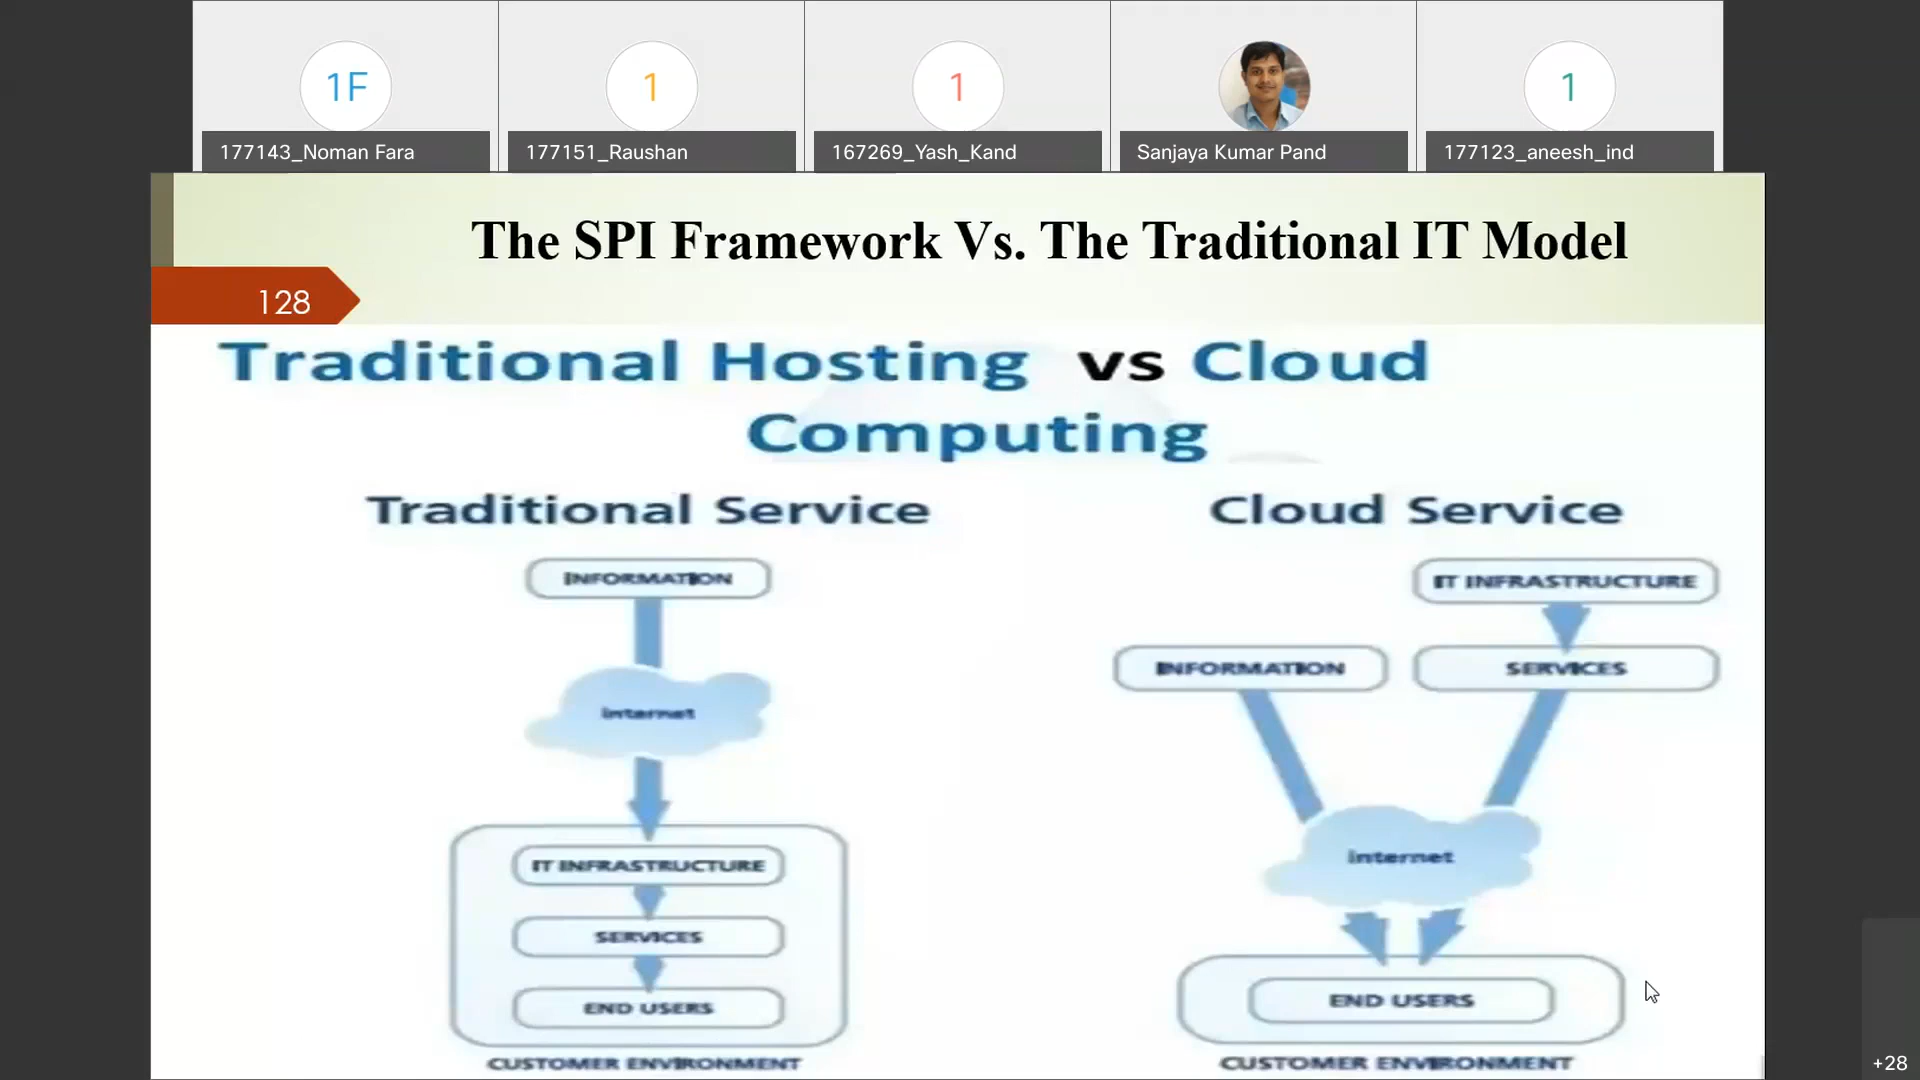 1F
1
1
1
177143_Noman Fara
177151_Raushan
167269_Yash_Kand
Sanjaya Kumar Pand
177123_aneesh_ind
The SPI Framework Vs. The Traditional IT Model
128
Traditional Hosting vs Cloud
Computing
Traditional Service
INFORMATION
internet
IT INFRASTRUCTURE
SERVICES
END USERS
CUSTOMER ENVIRONMENT
Cloud Service
IT INFRASTRUCTURE
INFORMATION
SERVICES
internet
END USERS
CUSTOMER ENVIRONMENT
+28